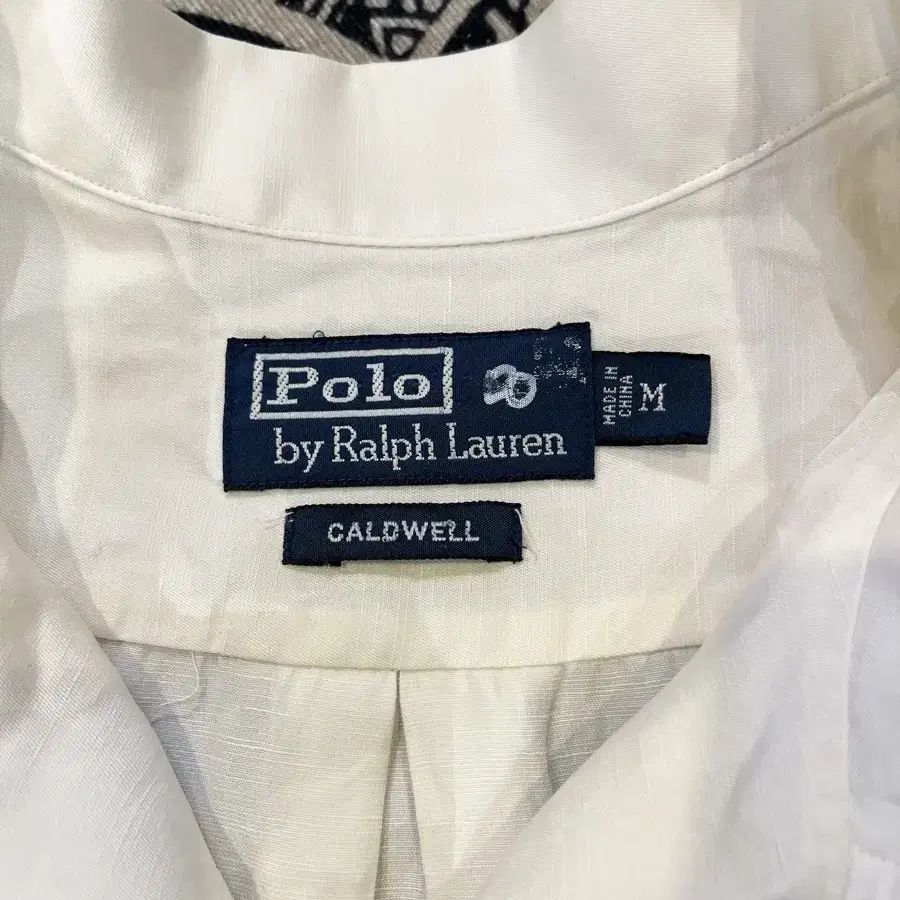 Polo
by Ralph Lauren
MADE IN
CHINA
M
CALDWELL